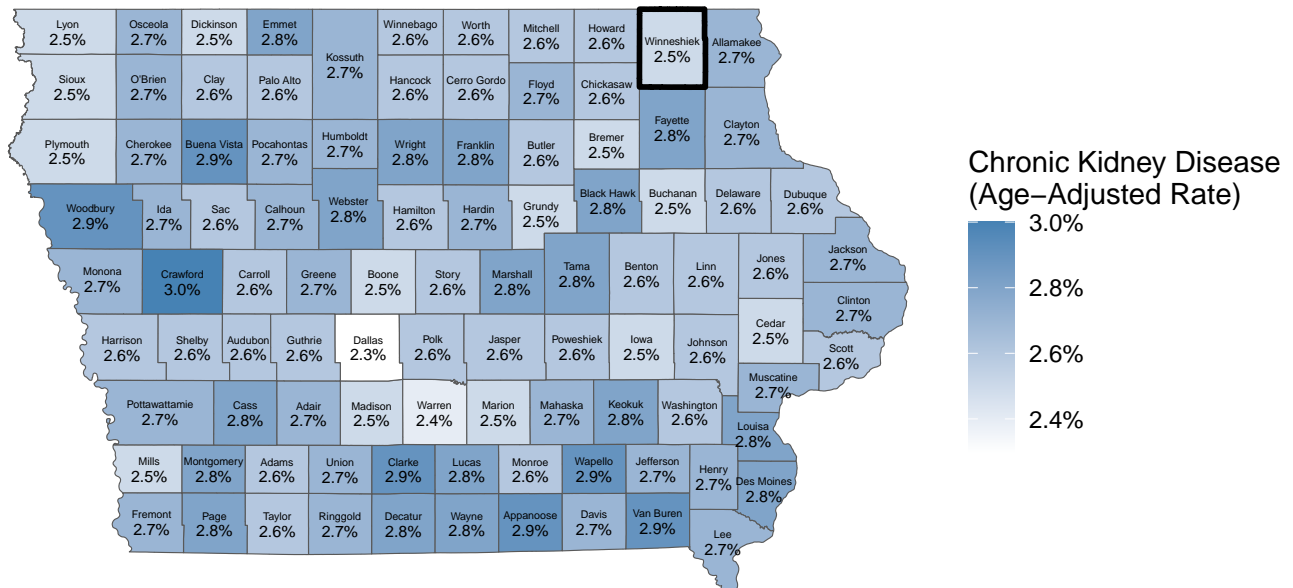 Lyon
2.5%
Osceola
2.7%
Dickinson
2.5%
Emmet
2.8%
Kossuth
2.7%
Winnebago
2.6%
Worth
2.6%
Mitchell
2.6%
Howard
2.6%
Winneshiek
2.5%
Allamakee
2.7%
Sioux
2.5%
O'Brien
2.7%
Clay
2.6%
Palo Alto
2.6%
Hancock
2.6%
Cerro Gordo
2.6%
Floyd
2.7%
Chickasaw
2.6%
Fayette
2.8%
Clayton
2.7%
Plymouth
2.5%
Cherokee
2.7%
Buena Vista
2.9%
Pocahontas
2.7%
Humboldt
2.7%
Wright
2.8%
Franklin
2.8%
Butler
2.6%
Bremer
2.5%
Woodbury
2.9%
Ida
2.7%
Sac
2.6%
Calhoun
2.7%
Webster
2.8%
Hamilton
2.6%
Hardin
2.7%
Grundy
2.5%
Black Hawk
2.8%
Buchanan
2.5%
Delaware
2.6%
Dubuque
2.6%
Monona
2.7%
Crawford
3.0%
Carroll
2.6%
Greene
2.7%
Boone
2.5%
Story
2.6%
Marshall
2.8%
Tama
2.8%
Benton
2.6%
Linn
2.6%
Jones
2.6%
Jackson
2.7%
Clinton
2.7%
Cedar
2.5%
Harrison
2.6%
Shelby
2.6%
Audubon
2.6%
Guthrie
2.6%
Dallas
2.3%
Polk
2.6%
Jasper
2.6%
Poweshiek
2.6%
Iowa
2.5%
Johnson
2.6%
Scott
2.6%
Muscatine
2.7%
Pottawattamie
2.7%
Cass
2.8%
Adair
2.7%
Madison
2.5%
Warren
2.4%
Marion
2.5%
Mahaska
2.7%
Keokuk
2.8%
Washington
2.6%
Louisa
2.8%
Mills
2.5%
Montgomery
2.8%
Adams
2.6%
Union
2.7%
Clarke
2.9%
Lucas
2.8%
Monroe
2.6%
Wapello
2.9%
Jefferson
2.7%
Henry
2.7%
Des Moines
2.8%
Fremont
2.7%
Page
2.8%
Taylor
2.6%
Ringgold
2.7%
Decatur
2.8%
Wayne
2.8%
Appanoose
2.9%
Davis
2.7%
Van Buren
2.9%
Lee
2.7%
Chronic Kidney Disease
(Age−Adjusted Rate)
3.0%
2.8%
2.6%
2.4%